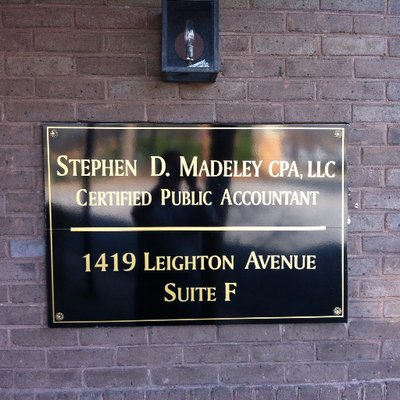 STEPHEN D. MADELEY CPA, LLC
CERTIFIED PUBLIC ACCOUNTANT
1419 LEIGHTON AVENUE
SUITE F